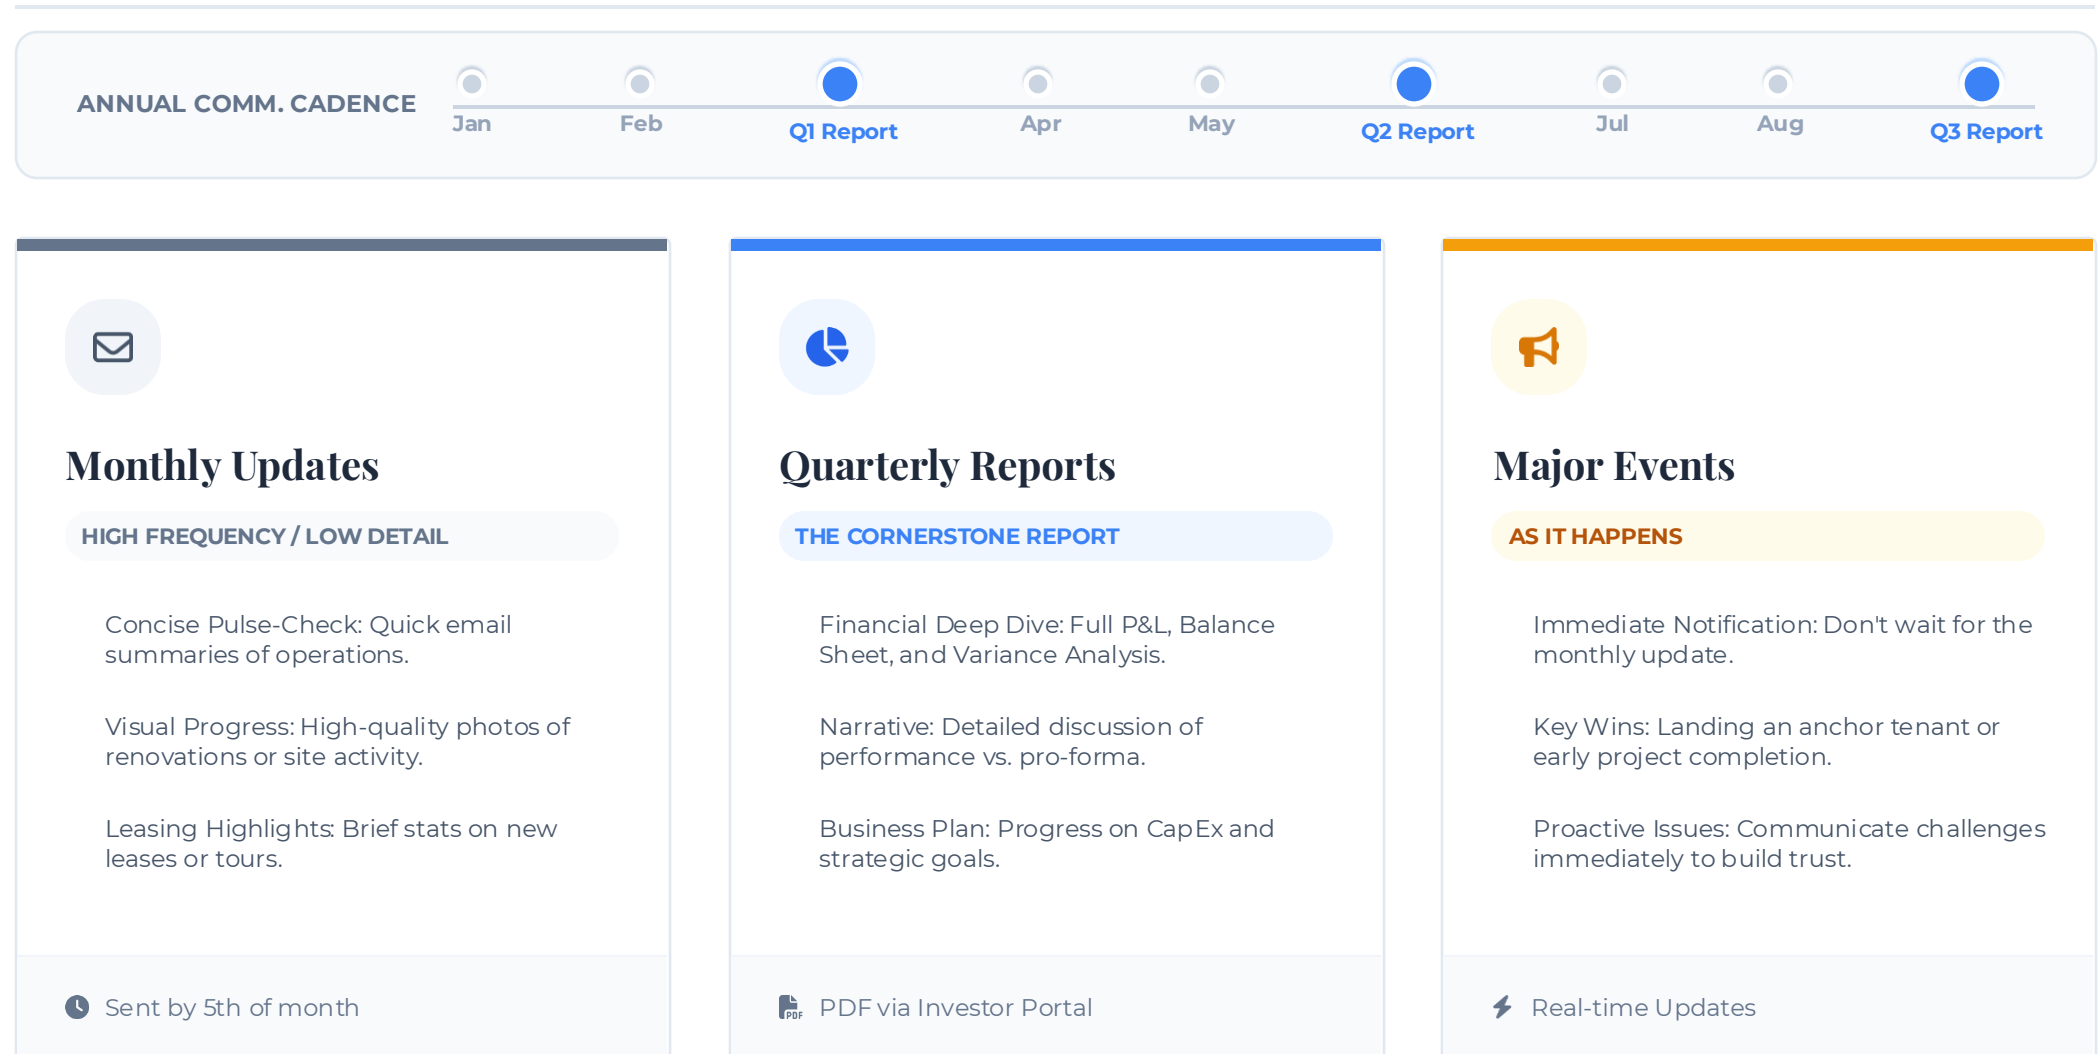 ANNUAL COMM. CADENCE
Jan
Feb
Q1 Report
Apr
May
Q2 Report
Jul
Aug
Q3 Report
Monthly Updates
HIGH FREQUENCY / LOW DETAIL
Concise Pulse-Check: Quick email
summaries of operations.
Visual Progress: High-quality photos of
renovations or site activity.
Leasing Highlights: Brief stats on new
leases or tours.
Sent by 5th of month
Quarterly Reports
THE CORNERSTONE REPORT
Financial Deep Dive: Full P&L, Balance
Sheet, and Variance Analysis.
Narrative: Detailed discussion of
performance vs. pro-forma.
Business Plan: Progress on CapEx and
strategic goals.
PDF
PDF via Investor Portal
Major Events
AS IT HAPPENS
Immediate Notification: Don't wait for the
monthly update.
Key Wins: Landing an anchor tenant or
early project completion.
Proactive Issues: Communicate challenges
immediately to build trust.
Real-time Updates